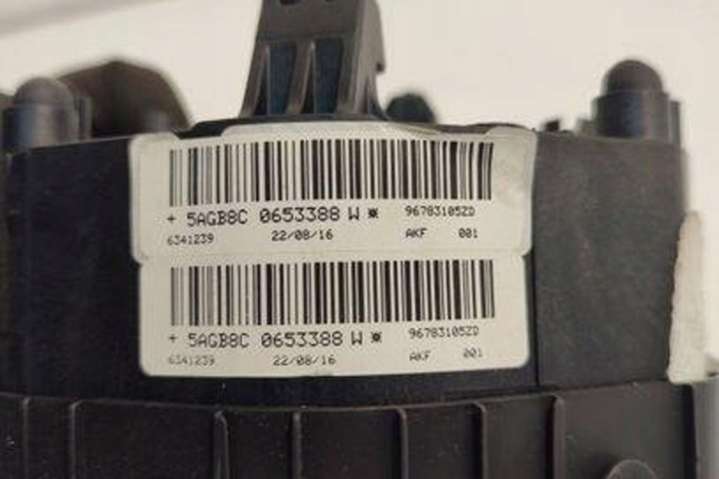 + 5AGB8C 0653388 W ¤ 96783105ZD
6341239 22/08/16 AKF 001
+ 5AGB8C 0653388 W ¤ 96783105ZD
6341239 22/08/16 AKF 001